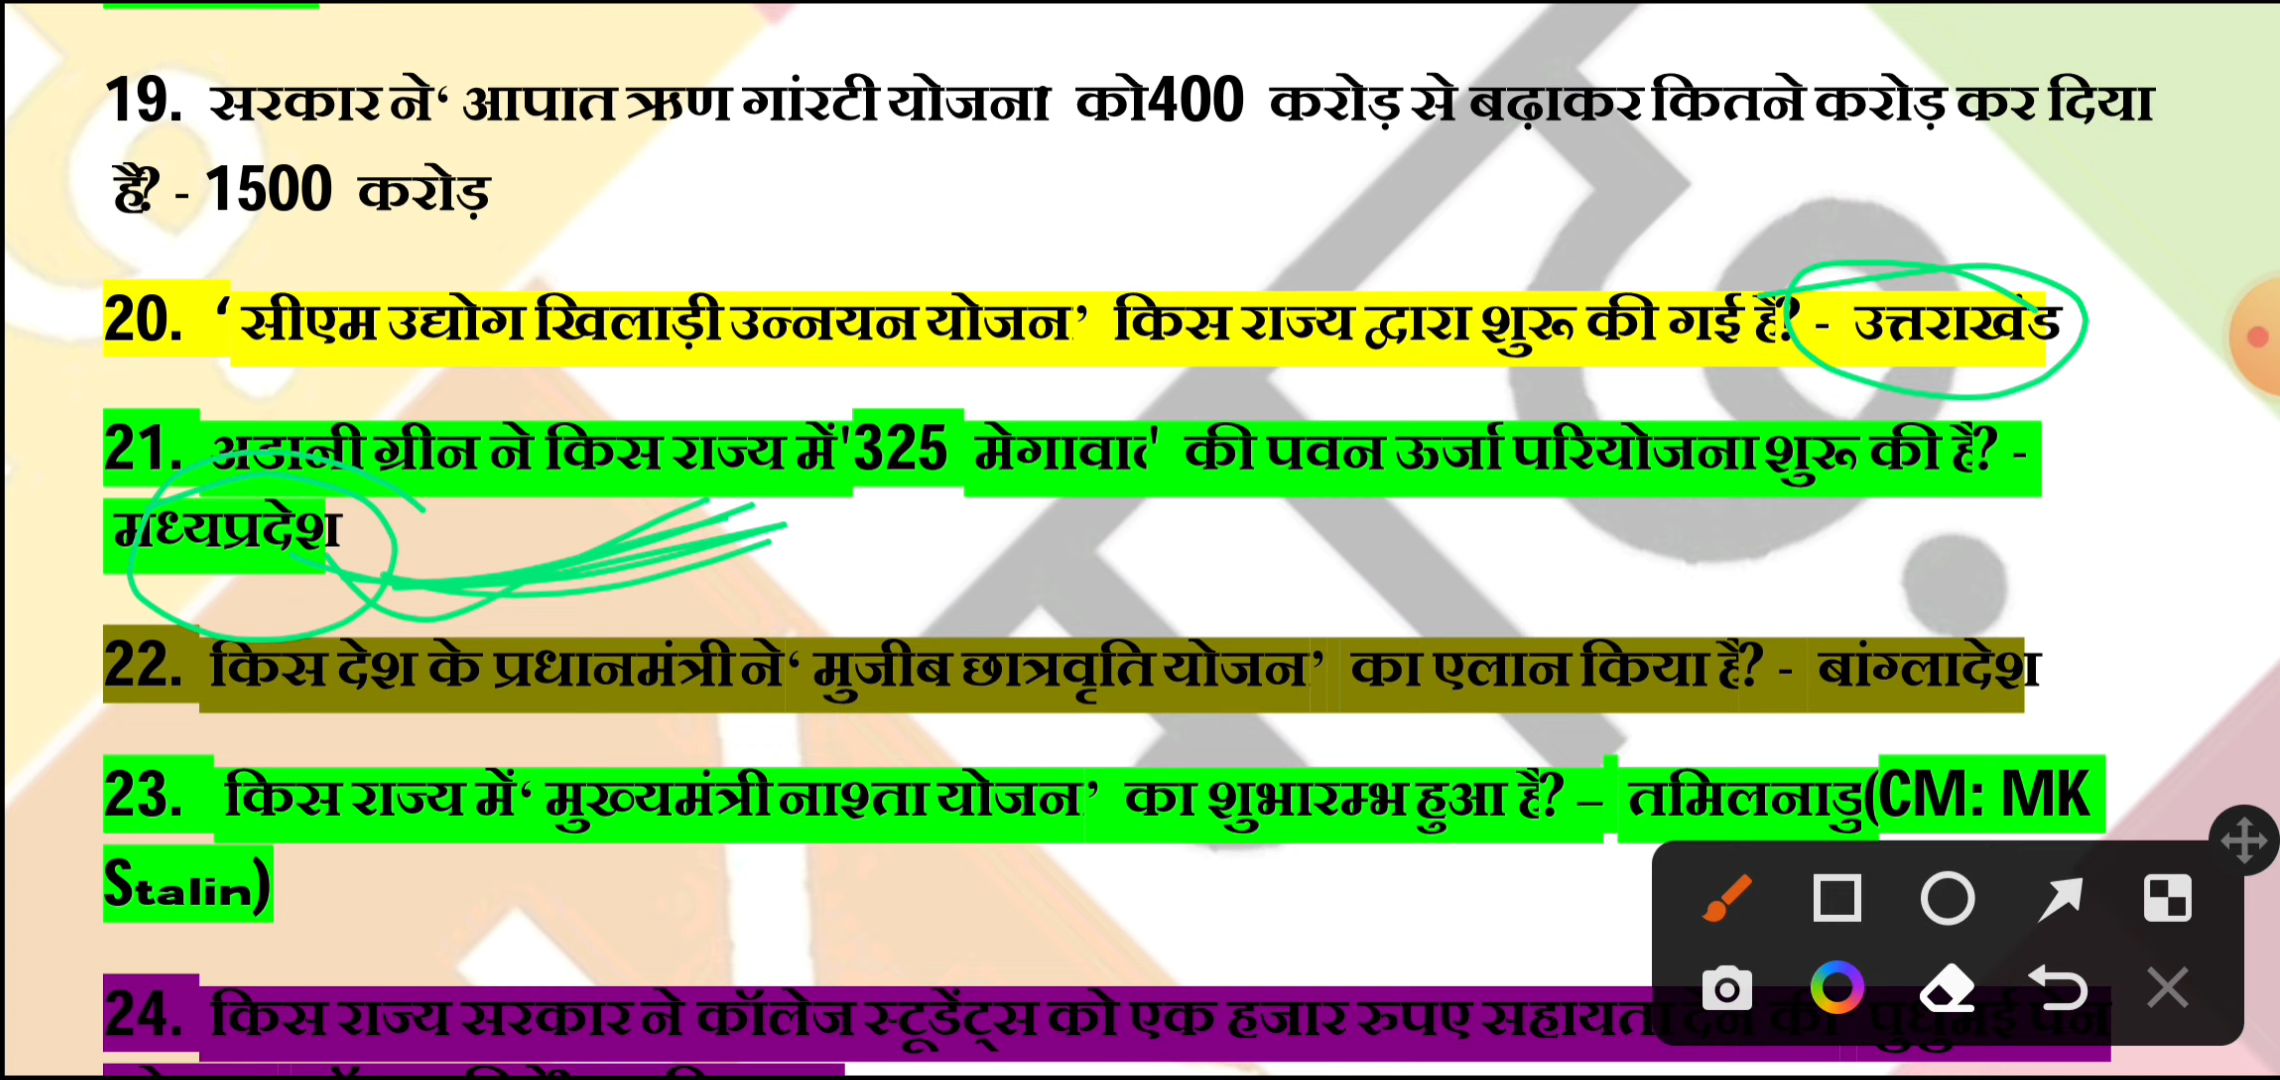 19. सरकार ने‘ आपात ऋण गांरटी योजना’ को400 करोड़ से बढ़ाकर कितने करोड़ कर दिया
है? - 1500 करोड़
20. ‘ सीएम उद्योग खिलाड़ी उन्नयन योजन’ किस राज्य द्वारा शुरू की गई है? - उत्तराखंड
21. अडानी ग्रीन ने किस राज्य में'325 मेगावाट' की पवन ऊर्जा परियोजना शुरू की है? -
मध्यप्रदेश
22. किस देश के प्रधानमंत्री ने‘ मुजीब छात्रवृति योजन’ का एलान किया है? - बांग्लादेश
23. किस राज्य में‘ मुख्यमंत्री नाश्ता योजन’ का शुभारम्भ हुआ है? – तमिलनाडु(CM: MK
Stalin)
24. किस राज्य सरकार ने कॉलेज स्टूडेंट्स को एक हजार रुपए सहायता देने की पुधुमई पेन